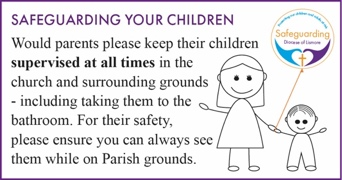 SAFEGUARDING YOUR CHILDREN
Would parents please keep their children
supervised at all times in the
church and surrounding grounds
- including taking them to the
bathroom. For their safety,
please ensure you can always see
them while on Parish grounds.
Safeguarding
Diocese of Lismore